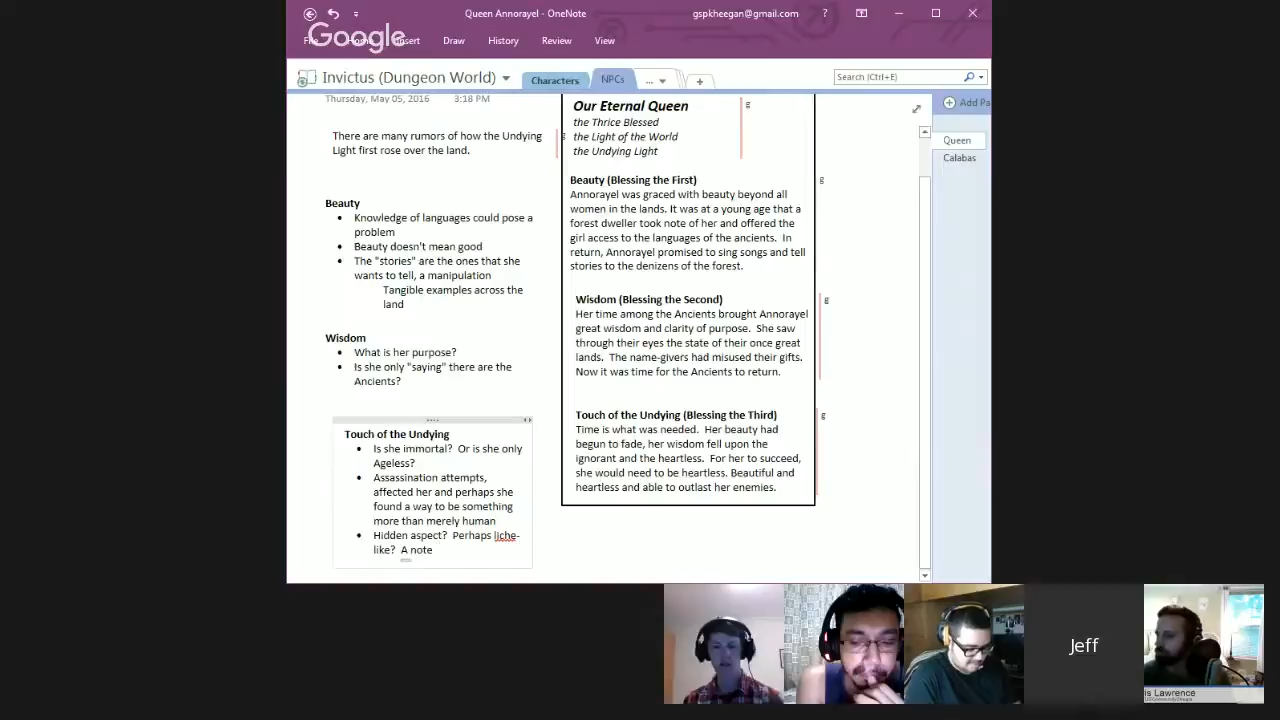 Queen Annorayel - OneNote
gspkheegan@gmail.com
?
Google
Insert
Draw
History
Review
View
Invictus (Dungeon World)
Characters
NPCs
...
+
Search (Ctrl+E)
Thursday, May 05, 2016 3:18 PM
There are many rumors of how the Undying
Light first rose over the land.
Beauty
• Knowledge of languages could pose a
problem
• Beauty doesn't mean good
• The "stories" are the ones that she
wants to tell, a manipulation
Tangible examples across the
land
Wisdom
• What is her purpose?
• Is she only "saying" there are the
Ancients?
Touch of the Undying
• Is she immortal? Or is she only
Ageless?
• Assassination attempts,
affected her and perhaps she
found a way to be something
more than merely human
• Hidden aspect? Perhaps liche-
like? A note
Our Eternal Queen
the Thrice Blessed
the Light of the World
the Undying Light
g
g
Beauty (Blessing the First)
Annorayel was graced with beauty beyond all
women in the lands. It was at a young age that a
forest dweller took note of her and offered the
girl access to the languages of the ancients. In
return, Annorayel promised to sing songs and tell
stories to the denizens of the forest.
g
Wisdom (Blessing the Second)
Her time among the Ancients brought Annorayel
great wisdom and clarity of purpose. She saw
through their eyes the state of their once great
lands. The name-givers had misused their gifts.
Now it was time for the Ancients to return.
g
Touch of the Undying (Blessing the Third)
Time is what was needed. Her beauty had
begun to fade, her wisdom fell upon the
ignorant and the heartless. For her to succeed,
she would need to be heartless. Beautiful and
heartless and able to outlast her enemies.
g
Add Pa
Queen
Calabas
Jeff
is Lawrence